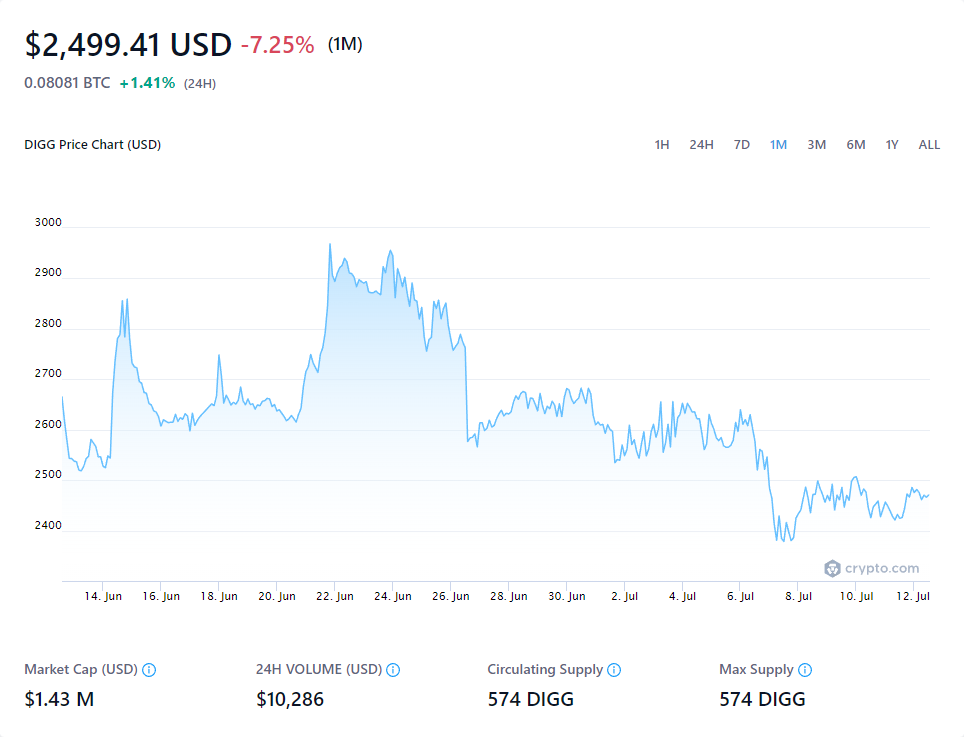 $2,499.41 USD -7.25% (1M)
0.08081 BTC +1.41% (24H)
DIGG Price Chart (USD) 1H 24H 7D 1M 3M 6M 1Y ALL
3000
2900
2800
2700
2600
2500
2400
crypto.com
14. Jun 16. Jun 18. Jun 20. Jun 22. Jun 24. Jun 26. Jun 28. Jun 30. Jun 2. Jul 4. Jul 6. Jul 8. Jul 10. Jul 12. Jul
Market Cap (USD) 24H VOLUME (USD) Circulating Supply Max Supply
$1.43 M $10,286 574 DIGG 574 DIGG